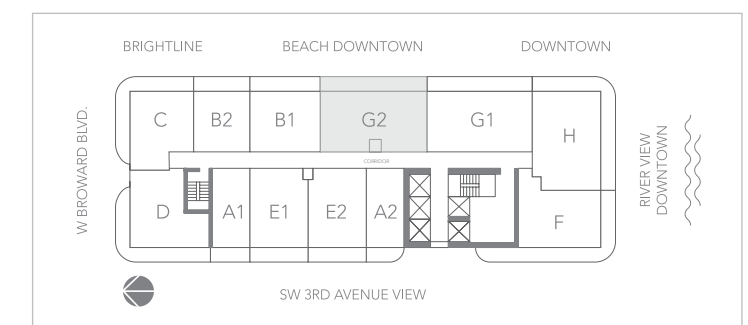 BRIGHTLINE BEACH DOWNTOWN DOWNTOWN
W BROWARD BLVD.
C B2 B1 G2 G1
H
RIVER VIEW
DOWNTOWN
CORRIDOR
D A1 E1 E2 A2
F
SW 3RD AVENUE VIEW